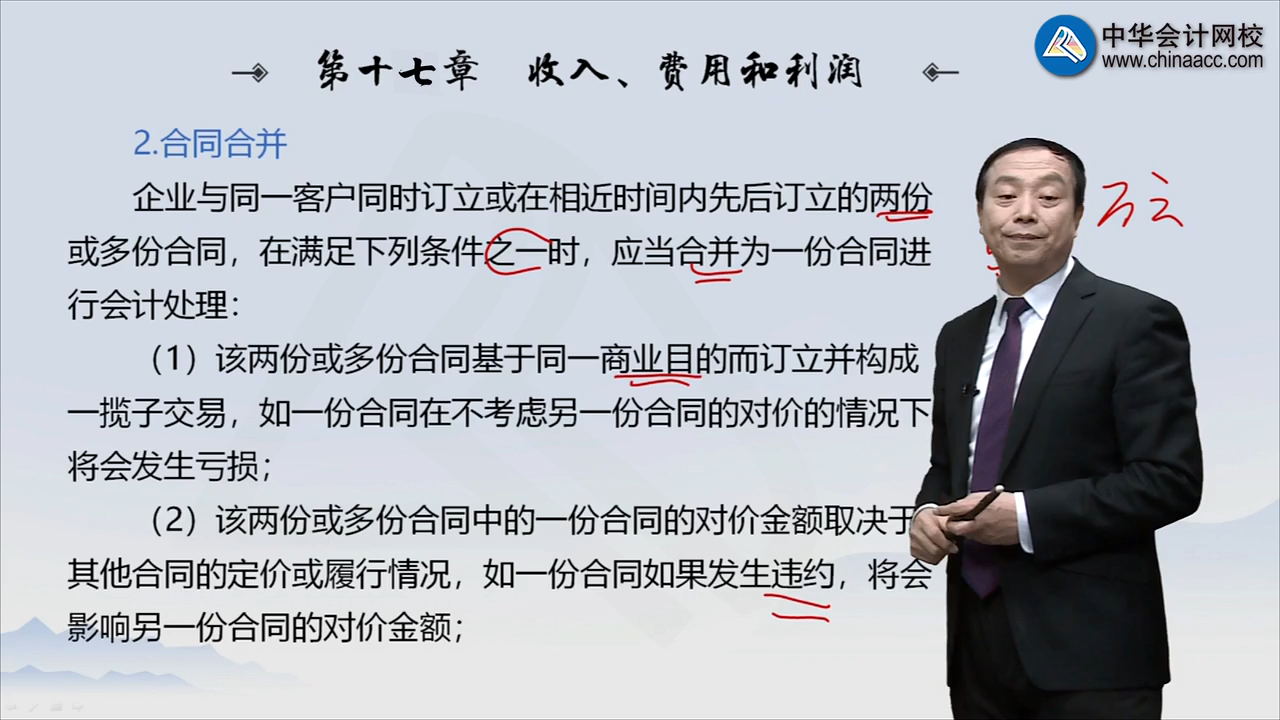 中华会计网校
www.chinaacc.com
第十七章 收入、费用和利润
2.合同合并
企业与同一客户同时订立或在相近时间内先后订立的两份
或多份合同，在满足下列条件之一时，应当合并为一份合同进
行会计处理：
（1）该两份或多份合同基于同一商业目的而订立并构成
一揽子交易，如一份合同在不考虑另一份合同的对价的情况下
将会发生亏损；
（2）该两份或多份合同中的一份合同的对价金额取决于
其他合同的定价或履行情况，如一份合同如果发生违约，将会
影响另一份合同的对价金额；